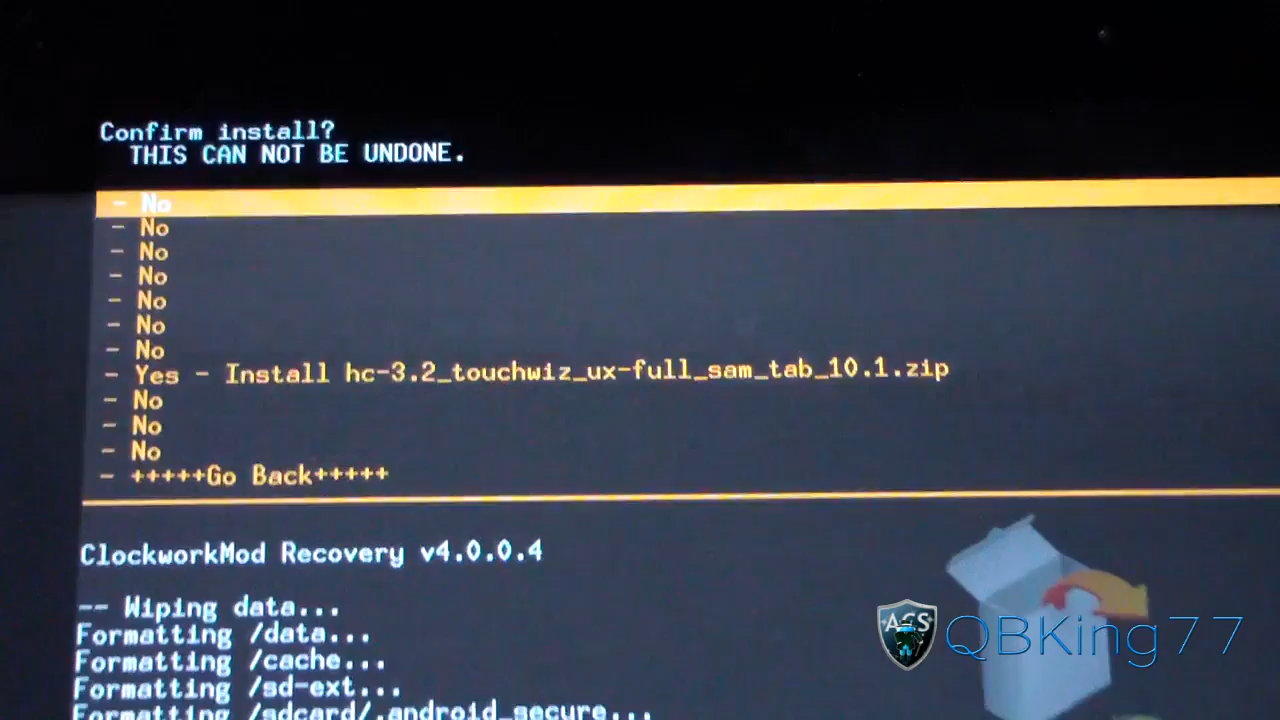 Confirm install?
THIS CAN NOT BE UNDONE.
- No
- No
- No
- No
- No
- No
- No
- Yes - Install hc-3.2_touchwiz_ux-full_sam_tab_10.1.zip
- No
- No
- No
- +++++Go Back+++++
ClockworkMod Recovery v4.0.0.4
-- Wiping data...
Formatting /data...
Formatting /cache...
Formatting /sd-ext...
Formatting /sdcard/.android_secure...
ACS QBKing77